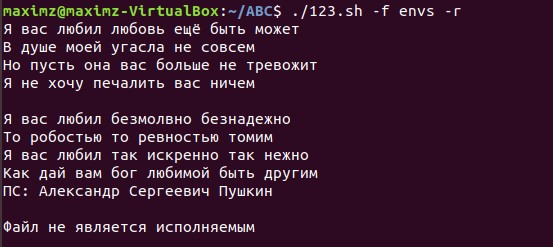 maximz@maximz-VirtualBox:~/ABC$ ./123.sh -f envs -r
Я вас любил любовь ещё быть может
В душе моей угасла не совсем
Но пусть она вас больше не тревожит
Я не хочу печалить вас ничем
Я вас любил безмолвно безнадежно
То робостью то ревностью томим
Я вас любил так искренно так нежно
Как дай вам бог любимой быть другим
ПС: Александр Сергеевич Пушкин
Файл не является исполняемым